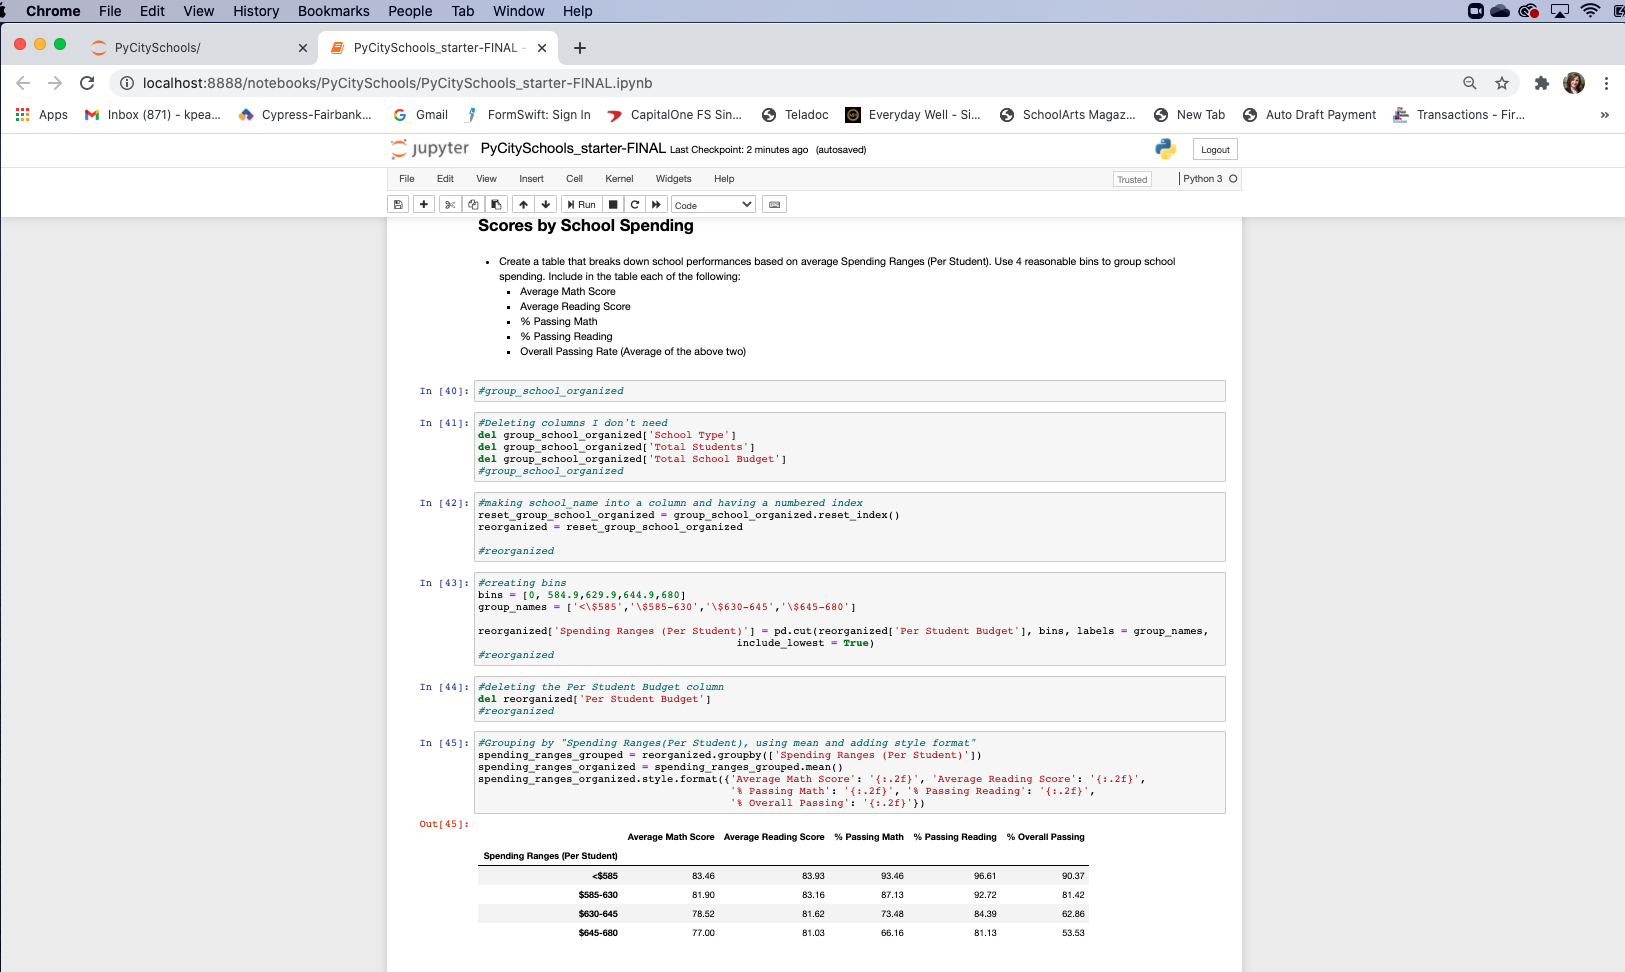 Chrome File Edit View History Bookmarks People Tab Window Help
PyCitySchools/
PyCitySchools_starter-FINAL -
localhost:8888/notebooks/PyCitySchools/PyCitySchools_starter-FINAL.ipynb
Apps Inbox (871) - kpea... Cypress-Fairbank... Gmail FormSwift: Sign In CapitalOne FS Sin... Teladoc Everyday Well - Si... SchoolArts Magaz... New Tab Auto Draft Payment Transactions - Fir... »
jupyter PyCitySchools_starter-FINAL Last Checkpoint: 2 minutes ago (autosaved) Logout
File Edit View Insert Cell Kernel Widgets Help Trusted Python 3
Run Code
Scores by School Spending
• Create a table that breaks down school performances based on average Spending Ranges (Per Student). Use 4 reasonable bins to group school
spending. Include in the table each of the following:
▪ Average Math Score
▪ Average Reading Score
▪ % Passing Math
▪ % Passing Reading
▪ Overall Passing Rate (Average of the above two)
In [40]: #group_school_organized
In [41]: #Deleting columns I don't need
del group_school_organized['School Type']
del group_school_organized['Total Students']
del group_school_organized['Total School Budget']
#group_school_organized
In [42]: #making school_name into a column and having a numbered index
reset_group_school_organized = group_school_organized.reset_index()
reorganized = reset_group_school_organized
#reorganized
In [43]: #creating bins
bins = [0, 584.9,629.9,644.9,680]
group_names = ['<\$585','\$585-630','\$630-645','\$645-680']
reorganized['Spending Ranges (Per Student)'] = pd.cut(reorganized['Per Student Budget'], bins, labels = group_names,
include_lowest = True)
#reorganized
In [44]: #deleting the Per Student Budget column
del reorganized['Per Student Budget']
#reorganized
In [45]: #Grouping by "Spending Ranges(Per Student), using mean and adding style format"
spending_ranges_grouped = reorganized.groupby(['Spending Ranges (Per Student)'])
spending_ranges_organized = spending_ranges_grouped.mean()
spending_ranges_organized.style.format({'Average Math Score': '{:.2f}', 'Average Reading Score': '{:.2f}',
'% Passing Math': '{:.2f}', '% Passing Reading': '{:.2f}',
'% Overall Passing': '{:.2f}'})
Out[45]:
Average Math Score Average Reading Score % Passing Math % Passing Reading % Overall Passing
Spending Ranges (Per Student)
<$585 83.46 83.93 93.46 96.61 90.37
$585-630 81.90 83.16 87.13 92.72 81.42
$630-645 78.52 81.62 73.48 84.39 62.86
$645-680 77.00 81.03 66.16 81.13 53.53